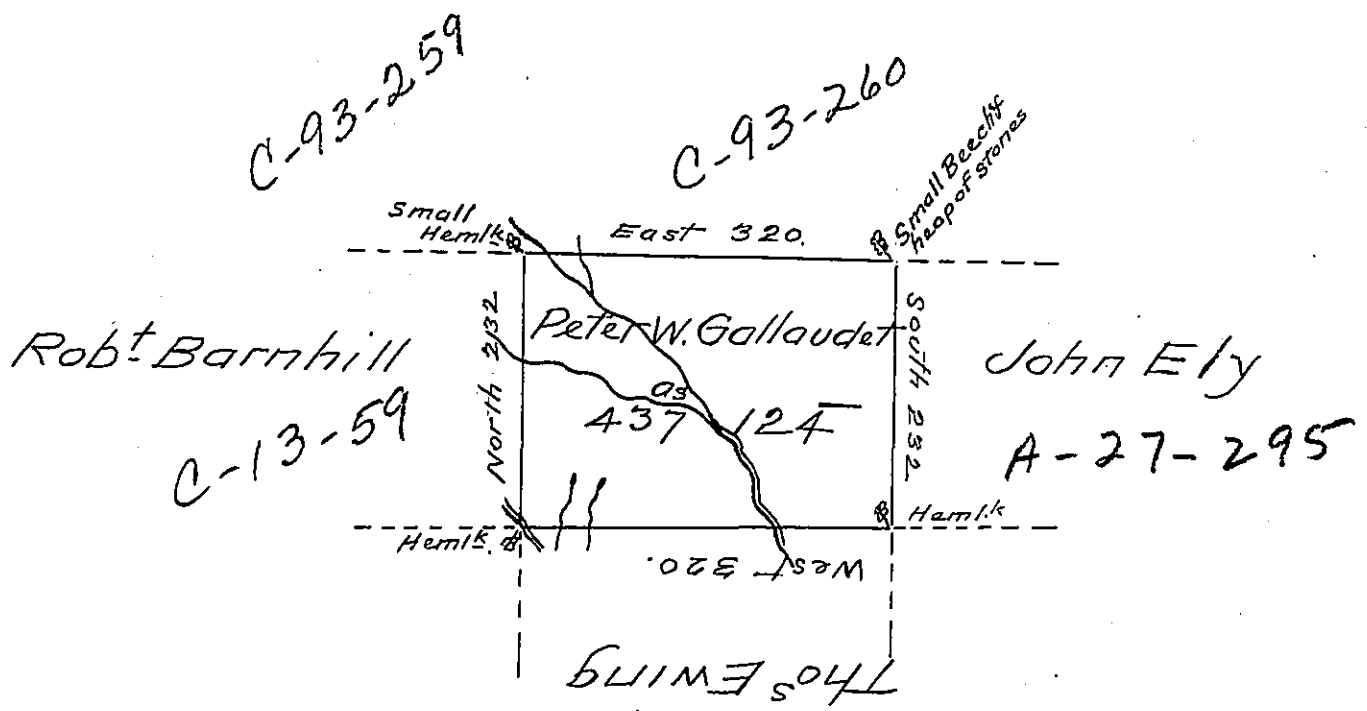 C-93-259
C-93-260
Small Beech &
heap of stones
Small
Hemlk
East 320.
Robt. Barnhill
North 232
Peter W. Gallaudet
South 232
John Ely
as
437 124
C-13-59
A-27-295
Hemlk.
Heml.k
West 320.
Thos Ewing